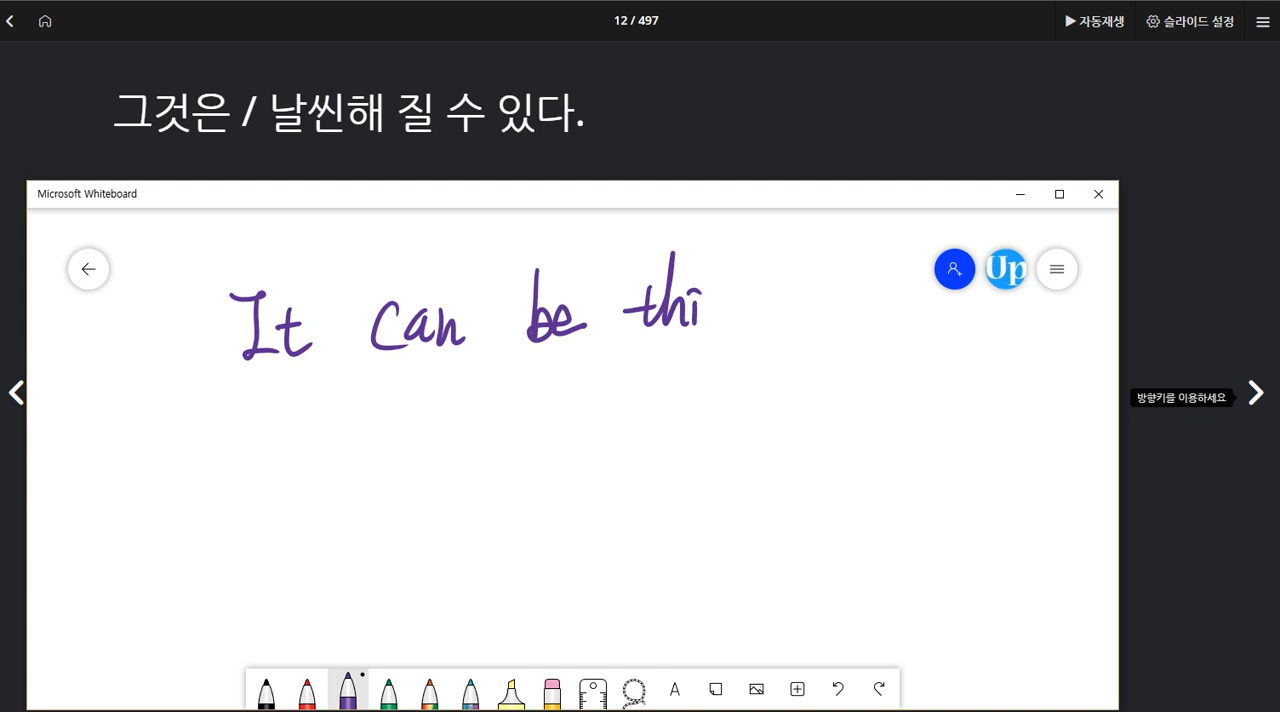 12 / 497
▶ 자동재생
슬라이드 설정
그것은 / 날씬해 질 수 있다.
Microsoft Whiteboard
Up
It can be thi
방향키를 이용하세요
A